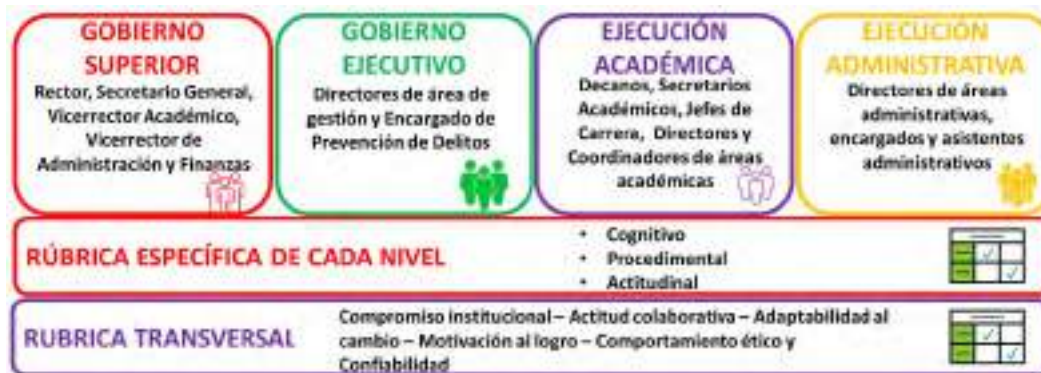 GOBIERNO
SUPERIOR
Rector, Secretario General,
Vicerrector Académico,
Vicerrector de
Administración y Finanzas
GOBIERNO
EJECUTIVO
Directores de área de
gestión y Encargado de
Prevención de Delitos
EJECUCIÓN
ACADÉMICA
Decanos, Secretarios
Académicos, Jefes de
Carrera, Directores y
Coordinadores de áreas
académicas
EJECUCIÓN
ADMINISTRATIVA
Directores de áreas
administrativas,
encargados y asistentes
administrativos
RÚBRICA ESPECÍFICA DE CADA NIVEL
• Cognitivo
• Procedimental
• Actitudinal
RUBRICA TRANSVERSAL
Compromiso institucional – Actitud colaborativa – Adaptabilidad al
cambio – Motivación al logro – Comportamiento ético y
Confiabilidad